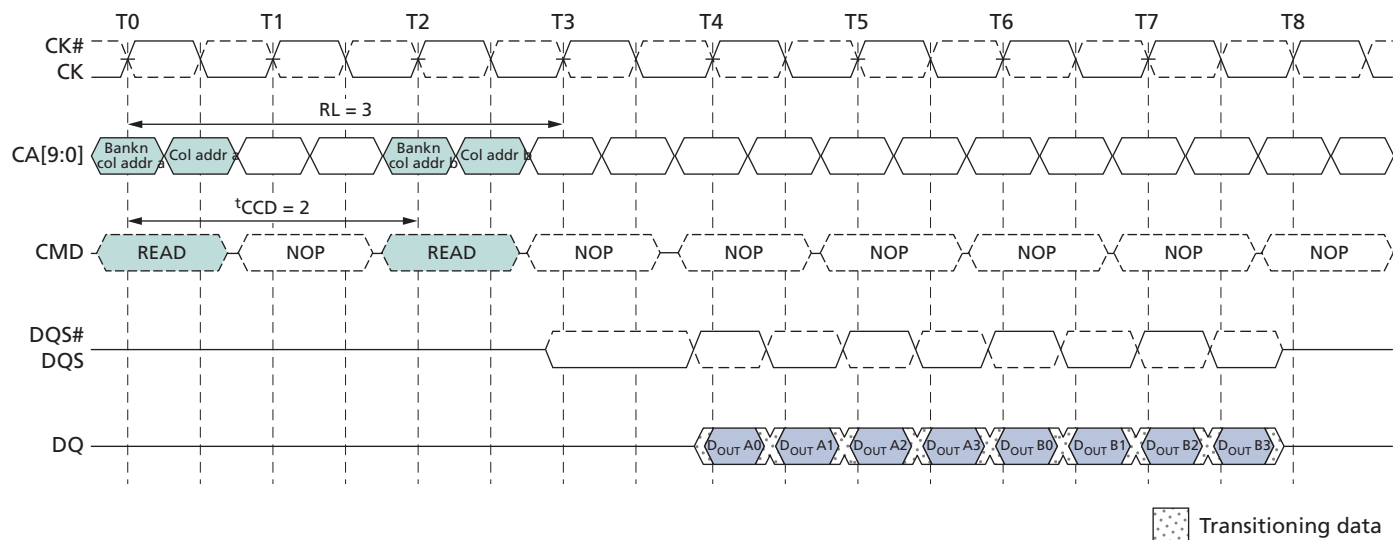 T0 T1 T2 T3 T4 T5 T6 T7 T8
CK#
CK
RL = 3
CA[9:0]
Bankn
col addr a
Col addr a
Bankn
col addr b
Col addr b
tCCD = 2
CMD READ NOP READ NOP NOP NOP NOP NOP NOP
DQS#
DQS
DQ DOUT A0 DOUT A1 DOUT A2 DOUT A3 DOUT B0 DOUT B1 DOUT B2 DOUT B3
Transitioning data